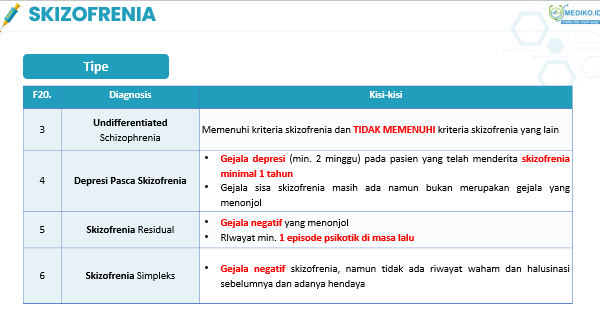 SKIZOFRENIA
MEDIKO.ID
Tipe
F20.
Diagnosis
Kisi-kisi
3
Undifferentiated
Schizophrenia
Memenuhi kriteria skizofrenia dan TIDAK MEMENUHI kriteria skizofrenia yang lain
4
Depresi Pasca Skizofrenia
• Gejala depresi (min. 2 minggu) pada pasien yang telah menderita skizofrenia
minimal 1 tahun
• Gejala sisa skizofrenia masih ada namun bukan merupakan gejala yang
menonjol
5
Skizofrenia Residual
• Gejala negatif yang menonjol
• RIwayat min. 1 episode psikotik di masa lalu
6
Skizofrenia Simpleks
• Gejala negatif skizofrenia, namun tidak ada riwayat waham dan halusinasi
sebelumnya dan adanya hendaya